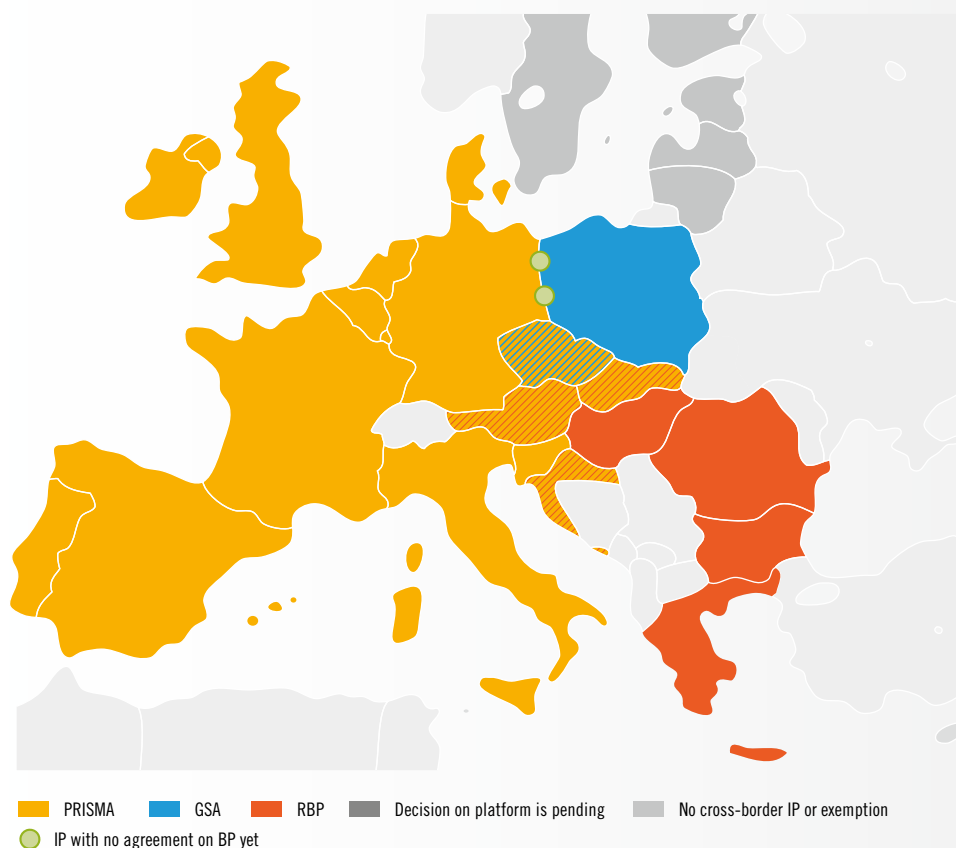 PRISMA GSA RBP Decision on platform is pending No cross-border IP or exemption
IP with no agreement on BP yet